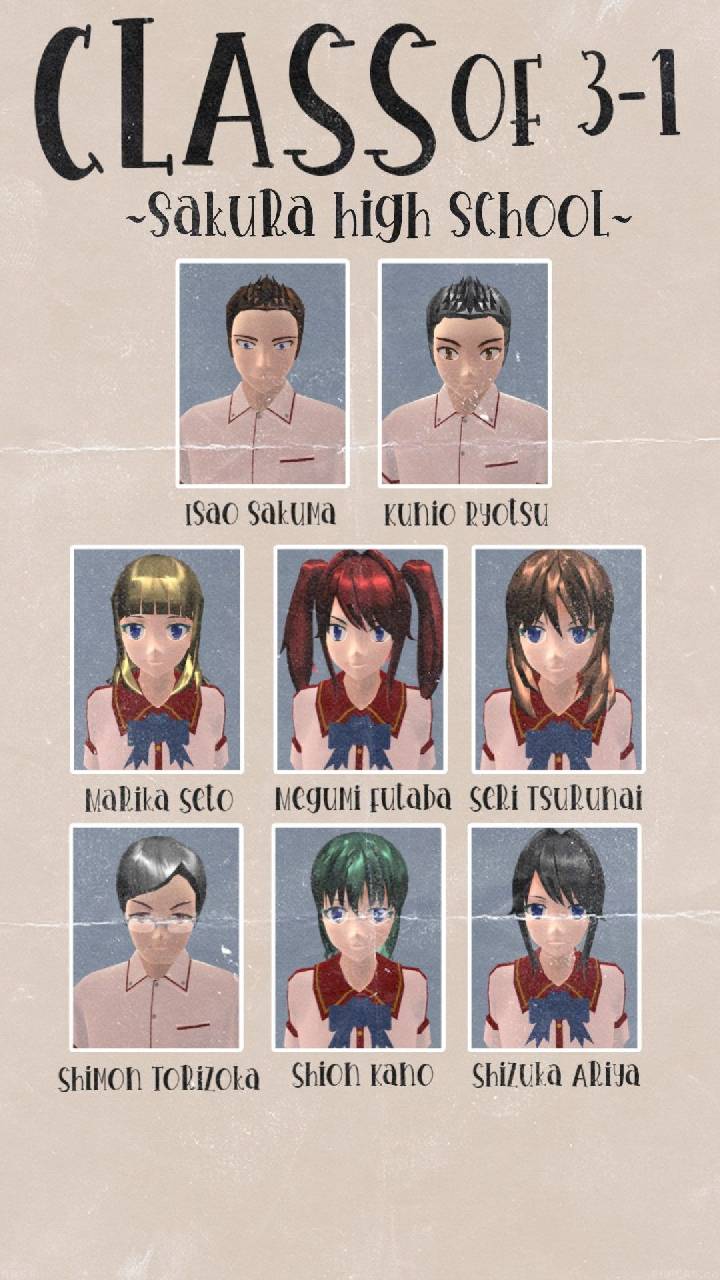 CLASS OF 3-1
~Sakura high School~
Isao Sakuma
Kunio Ryotsu
Marika Seto
Megumi Futaba
Seri Tsurunai
Shimon Torizoka
Shion Kano
Shizuka Ariya